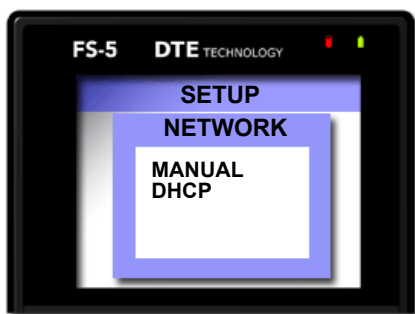 FS-5 DTE TECHNOLOGY
SETUP
NETWORK
MANUAL
DHCP